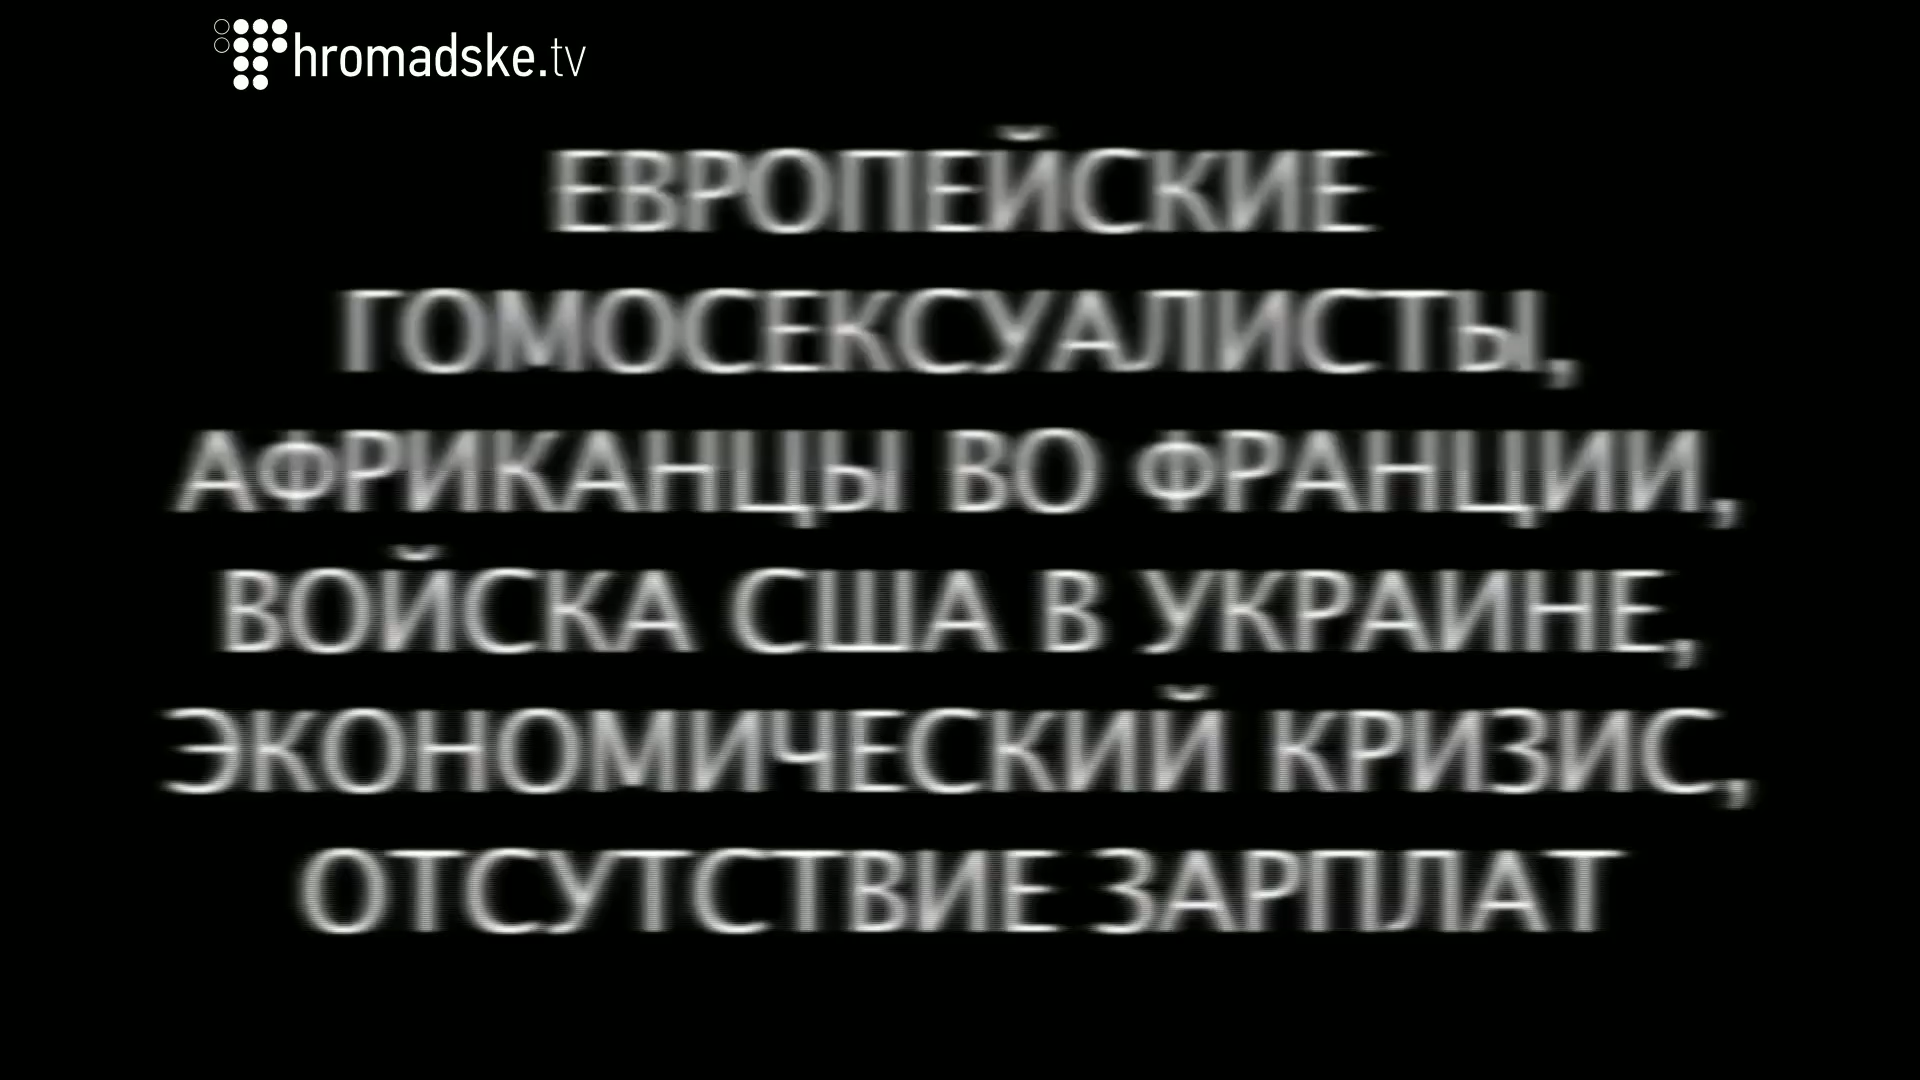 hromadske.tv
ЕВРОПЕЙСКИЕ
ГОМОСЕКСУАЛИСТЫ,
АФРИКАНЦЫ ВО ФРАНЦИИ,
ВОЙСКА США В УКРАИНЕ,
ЭКОНОМИЧЕСКИЙ КРИЗИС,
ОТСУТСТВИЕ ЗАРПЛАТ